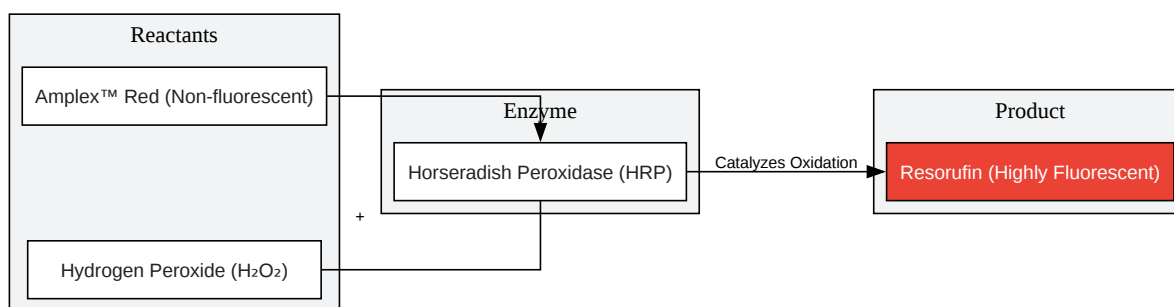 Reactants
Amplex™ Red (Non-fluorescent)
Enzyme
Product
Horseradish Peroxidase (HRP)
Catalyzes Oxidation
Resorufin (Highly Fluorescent)
+
Hydrogen Peroxide (H₂O₂)